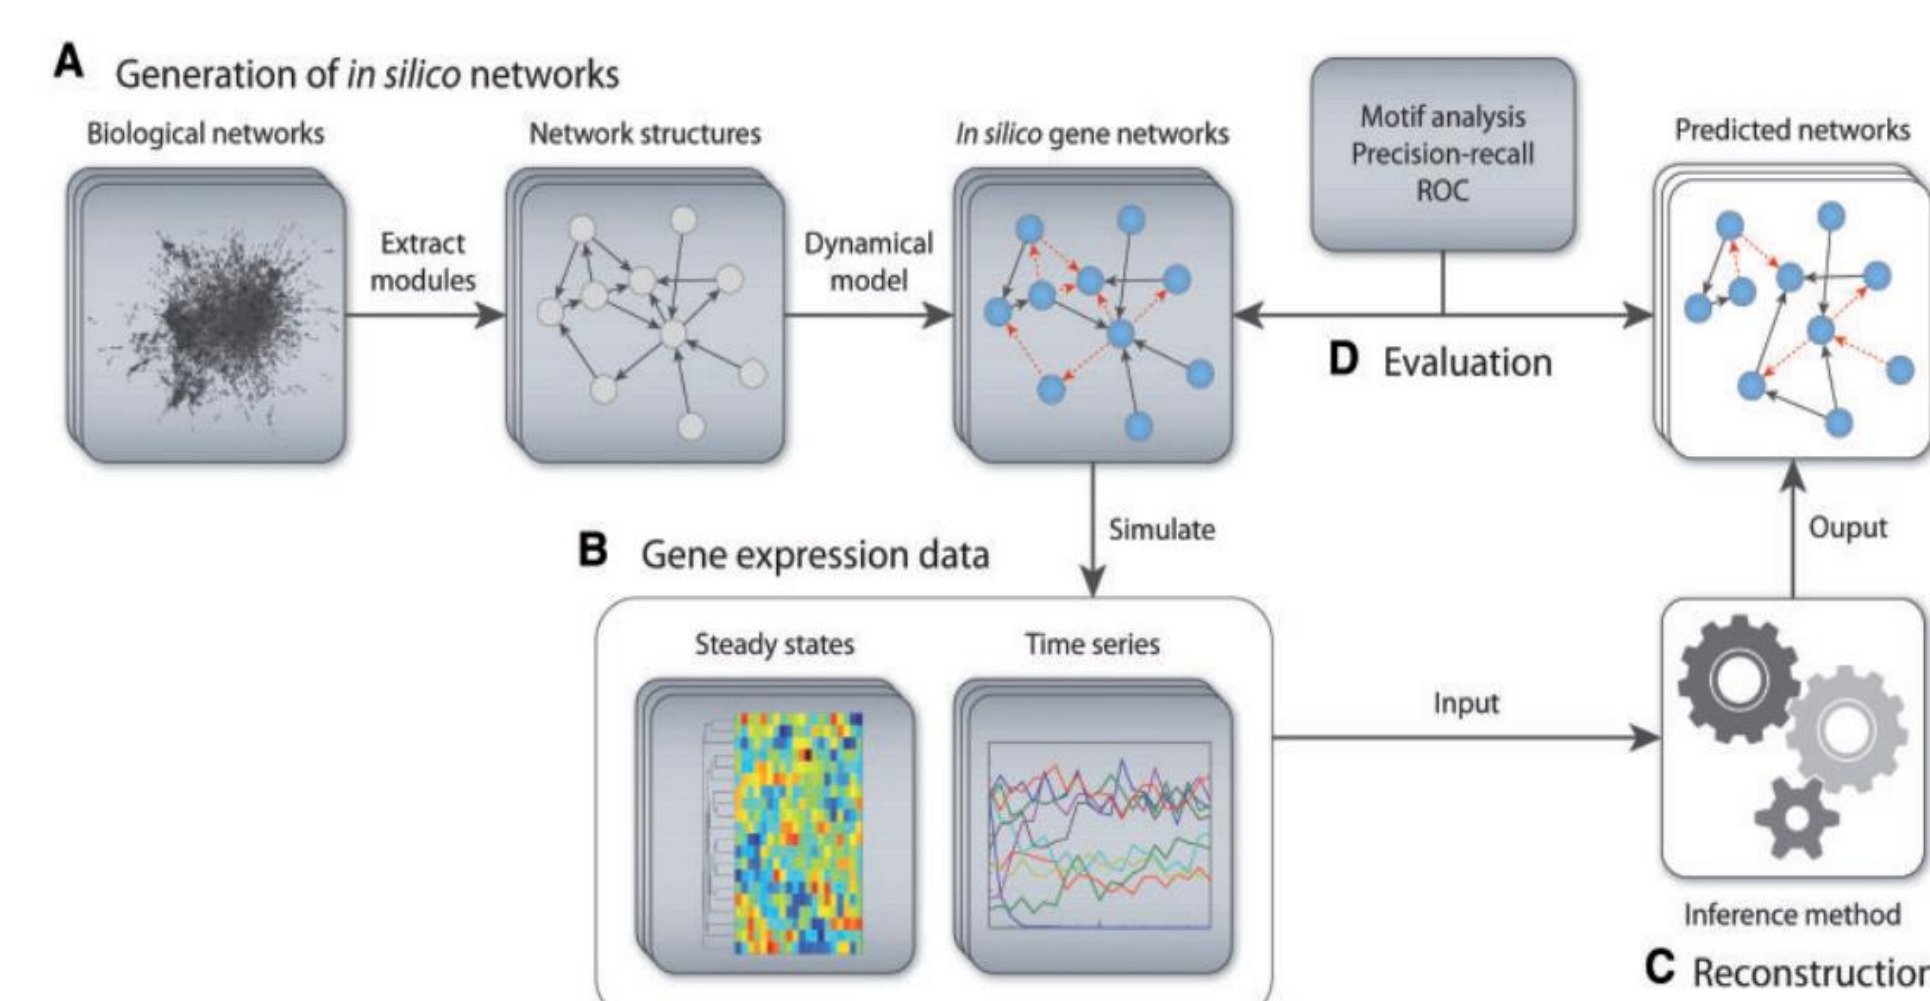 A Generation of in silico networks
Biological networks
Network structures
In silico gene networks
Motif analysis
Precision-recall
ROC
Predicted networks
Extract
modules
Dynamical
model
D Evaluation
Simulate
Ouput
B Gene expression data
Steady states
Time series
Input
Inference method
C Reconstruction